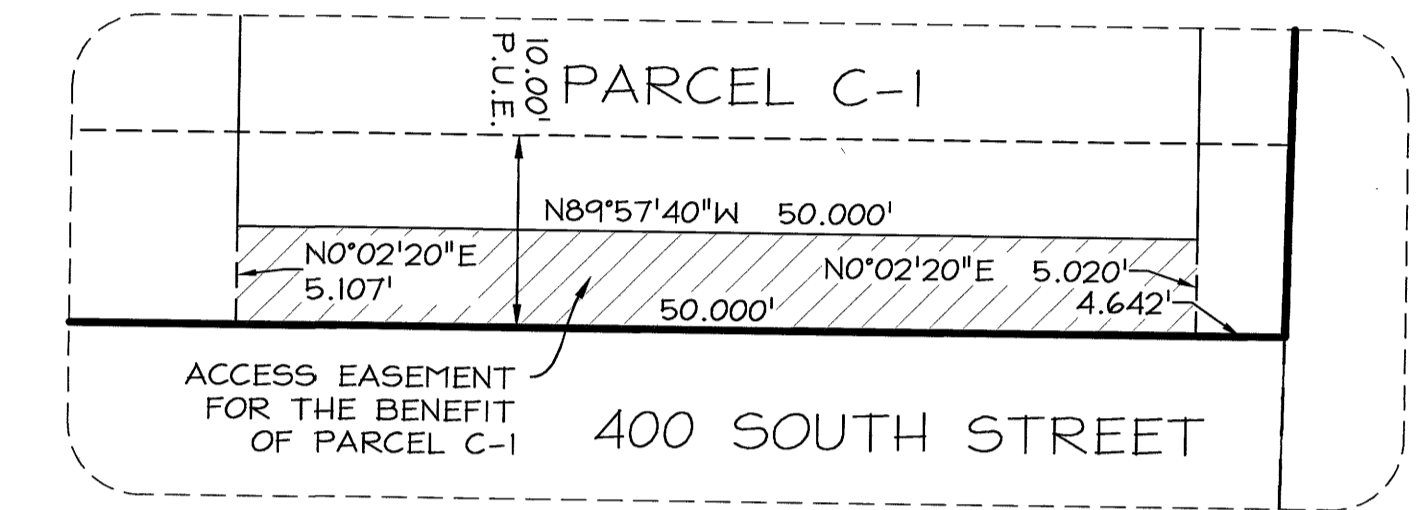 10.00'
P.U.E.
PARCEL C-1
N89°57'40"W 50.000'
N0°02'20"E
5.107'
N0°02'20"E 5.020'
4.642'
50.000'
ACCESS EASEMENT
FOR THE BENEFIT
OF PARCEL C-1
400 SOUTH STREET